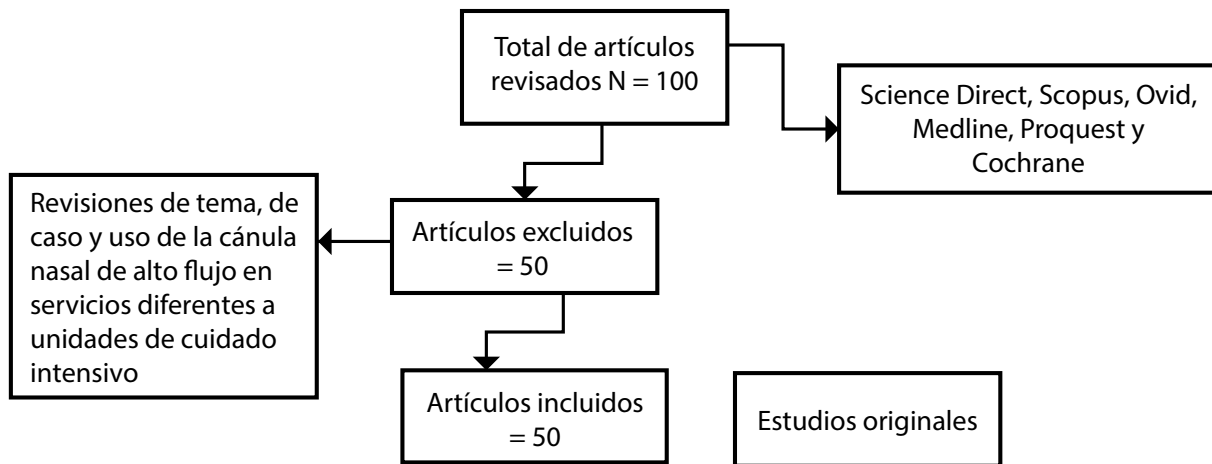 Total de artículos
revisados N = 100
Science Direct, Scopus, Ovid,
Medline, Proquest y
Cochrane
Revisiones de tema, de
caso y uso de la cánula
nasal de alto flujo en
servicios diferentes a
unidades de cuidado
intensivo
Artículos excluidos
= 50
Artículos incluidos
= 50
Estudios originales